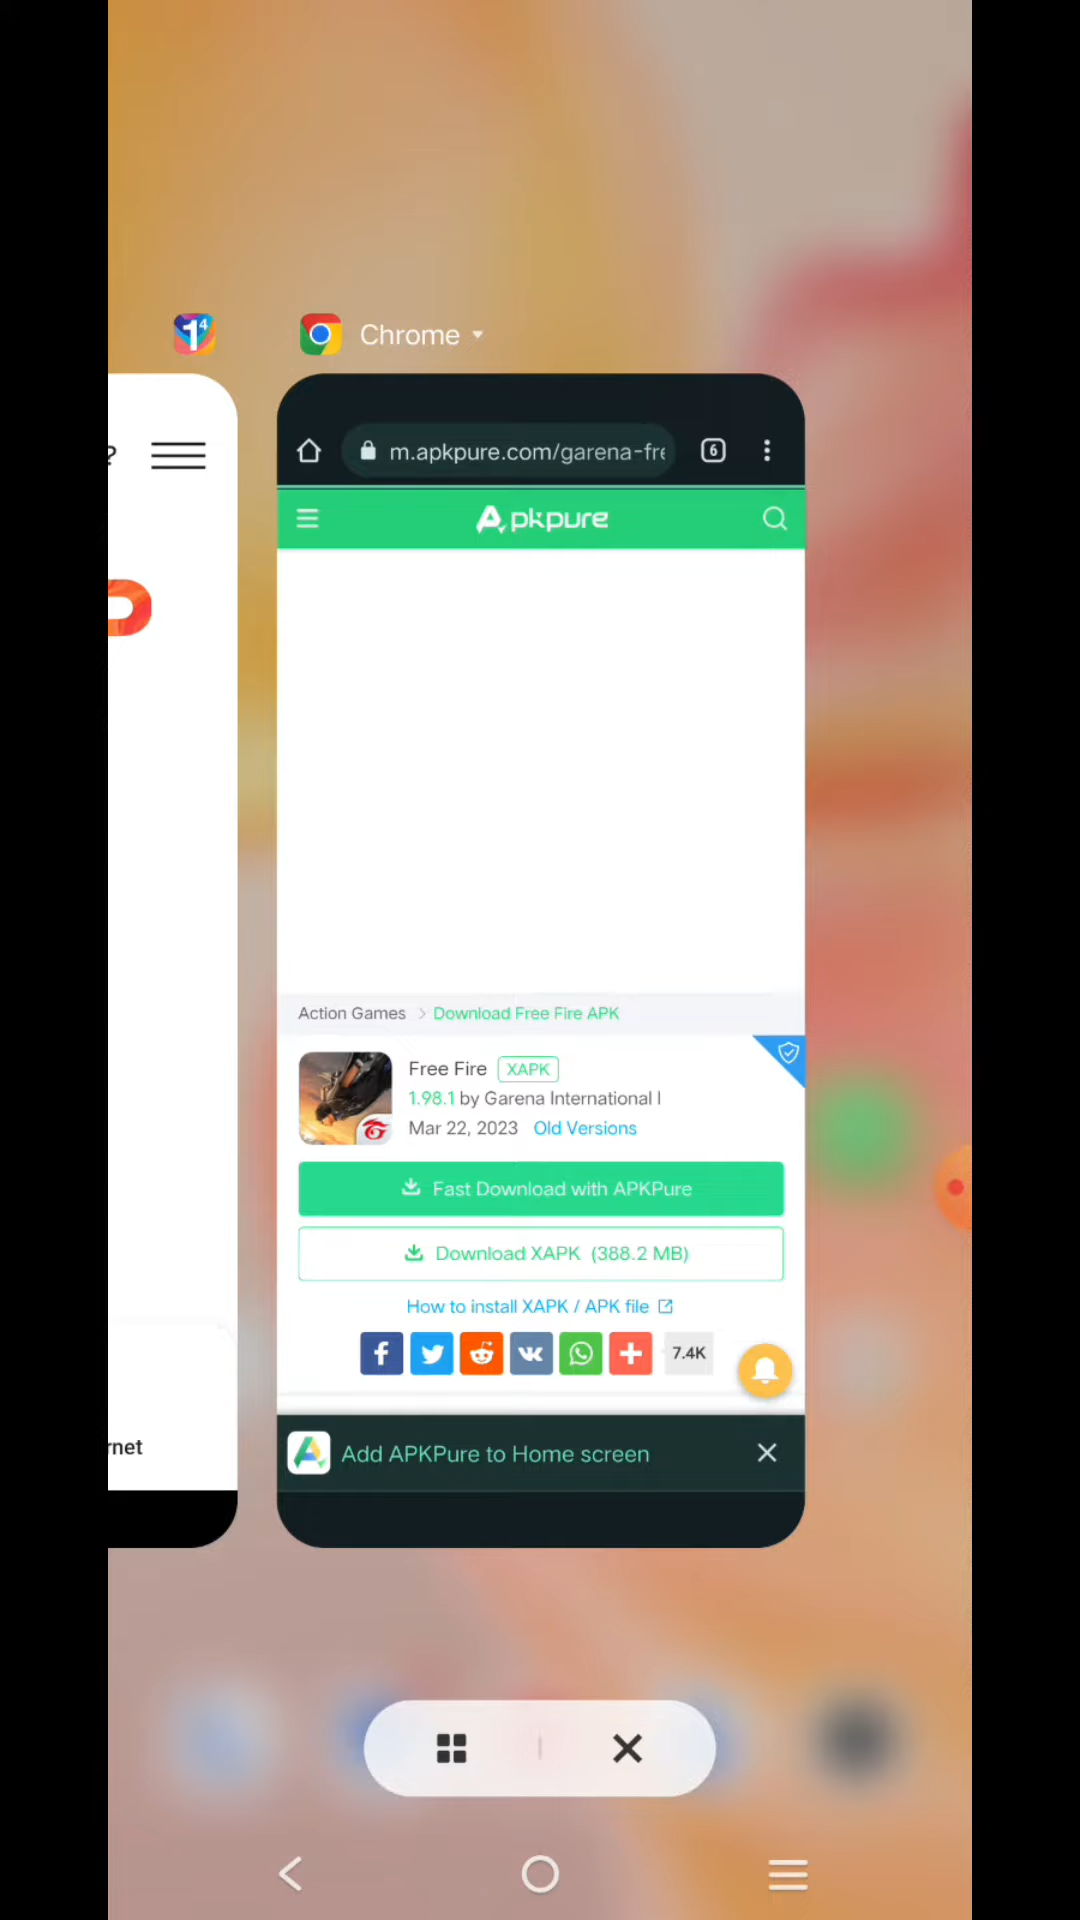 1⁴
Chrome
?
m.apkpure.com/garena-fre
6
Apkpure
Action Games > Download Free Fire APK
Free Fire XAPK
1.98.1 by Garena International I
Mar 22, 2023 Old Versions
Fast Download with APKPure
Download XAPK (388.2 MB)
How to install XAPK / APK file
7.4K
rnet
Add APKPure to Home screen